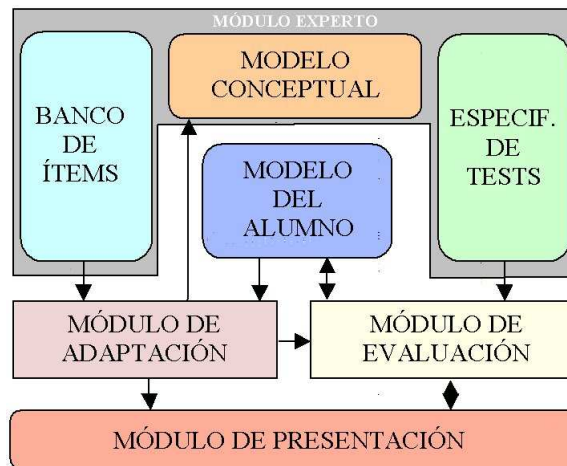 MÓDULO EXPERTO
BANCO
DE
ÍTEMS
MODELO
CONCEPTUAL
ESPECIF.
DE
TESTS
MODELO
DEL
ALUMNO
MÓDULO DE
ADAPTACIÓN
MÓDULO DE
EVALUACIÓN
MÓDULO DE PRESENTACIÓN